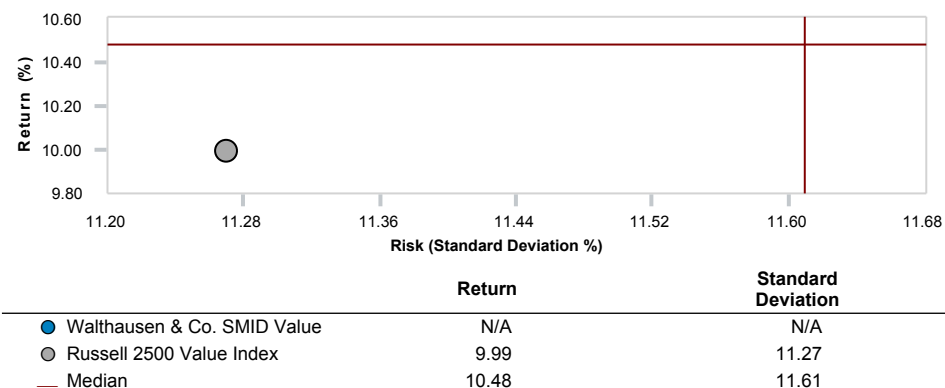 10.60
10.40
10.20
10.00
9.80
Return (%)
11.20 11.28 11.36 11.44 11.52 11.60 11.68
Risk (Standard Deviation %)
Return Standard Deviation
Walthausen & Co. SMID Value N/A N/A
Russell 2500 Value Index 9.99 11.27
Median 10.48 11.61